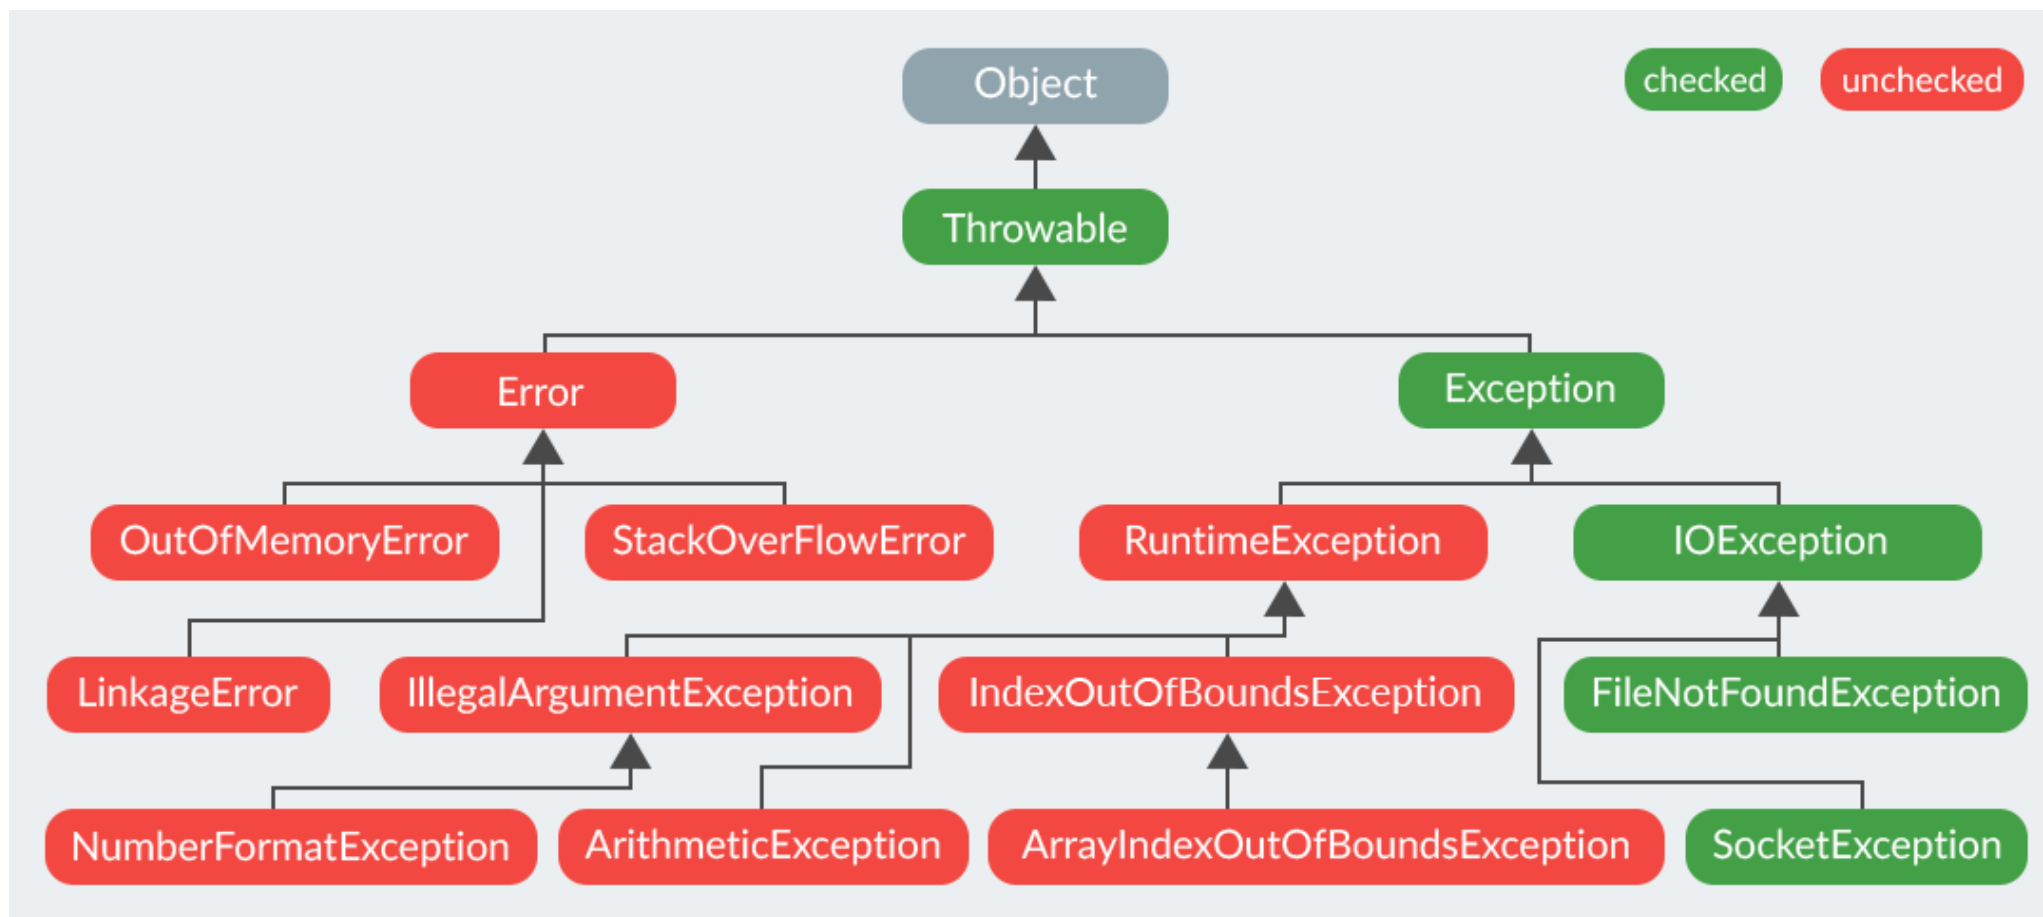 Object
checked
unchecked
Throwable
Error
Exception
OutOfMemoryError
StackOverFlowError
RuntimeException
IOException
LinkageError
IllegalArgumentException
IndexOutOfBoundsException
FileNotFoundException
NumberFormatException
ArithmeticException
ArrayIndexOutOfBoundsException
SocketException